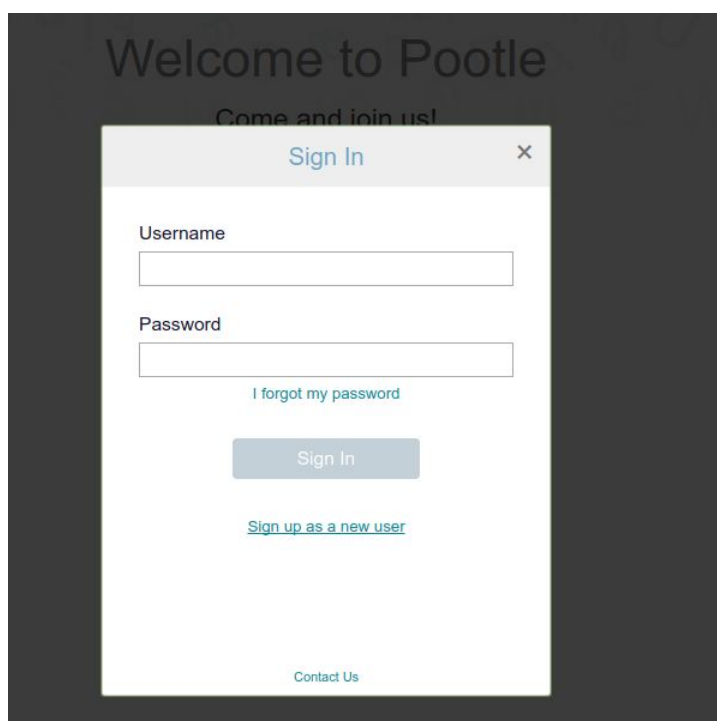 Welcome to Pootle
Come and join us!
Sign In
×
Username
Password
I forgot my password
Sign In
Sign up as a new user
Contact Us